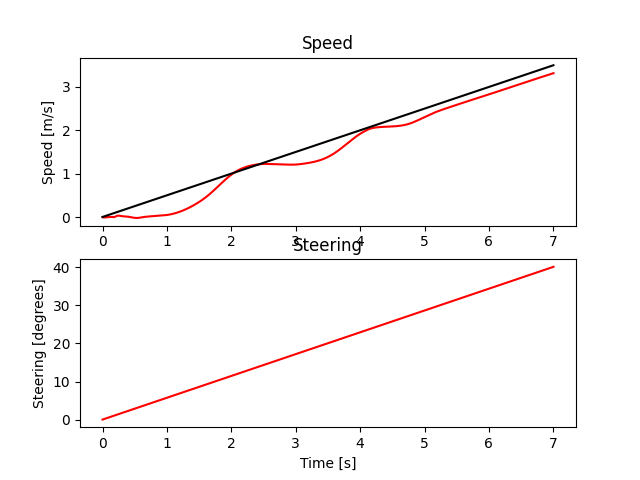 Speed
Speed [m/s]
3
2
1
0
0 1 2 3 4 5 6 7
Steering
Steering [degrees]
40
30
20
10
0
0 1 2 3 4 5 6 7
Time [s]